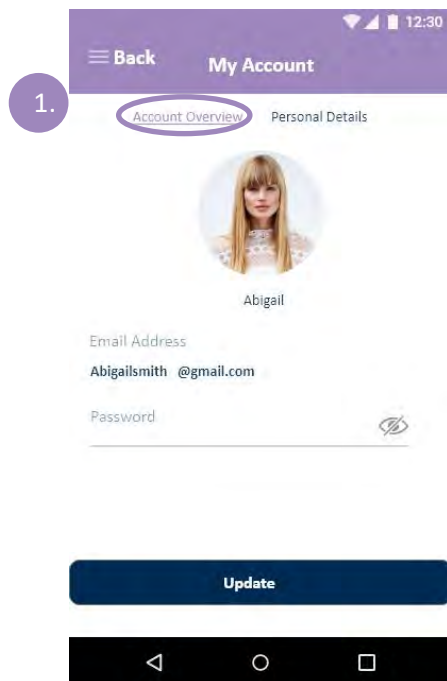 12:30
Back My Account
1.
Account Overview Personal Details
Abigail
Email Address
Abigailsmith @gmail.com
Password
Update